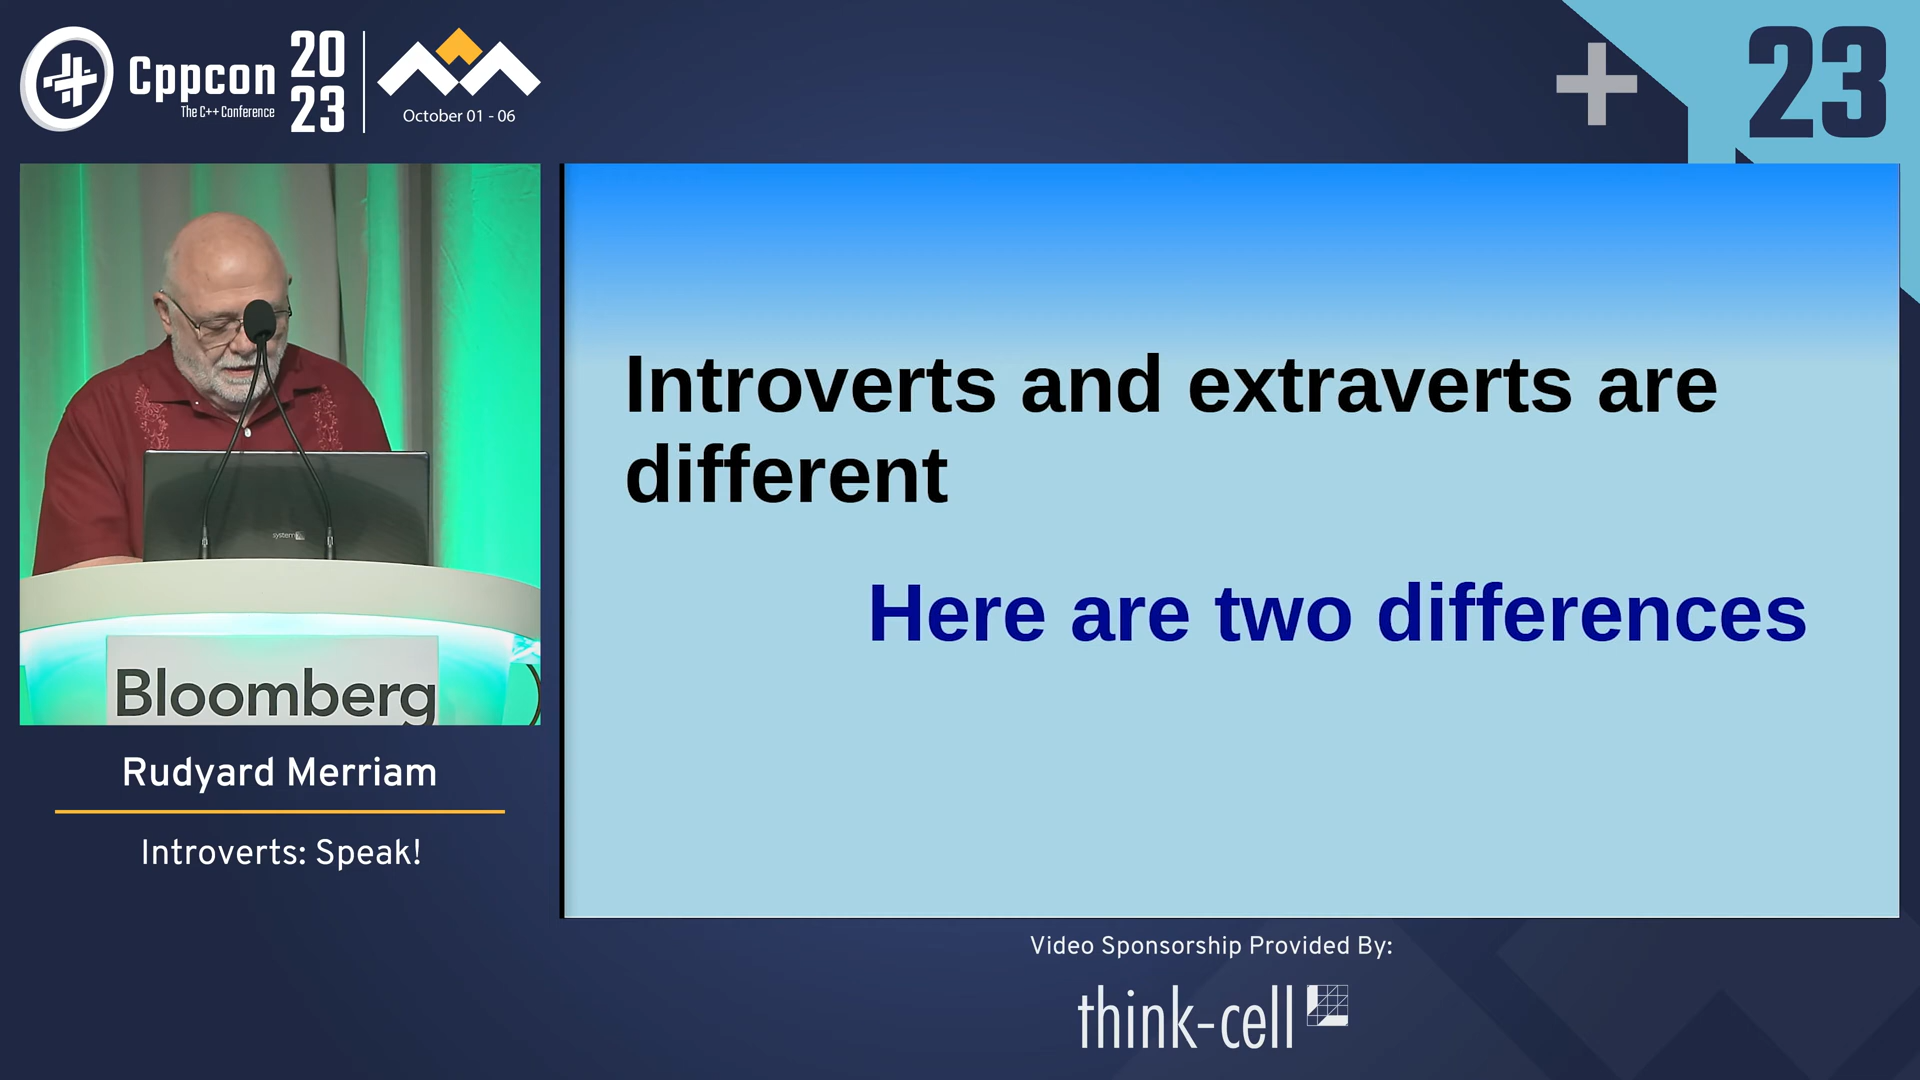 Cppcon
The C++ Conference
20
23
October 01 - 06
23
Introverts and extraverts are
different
Here are two differences
system
Bloomberg
Rudyard Merriam
Introverts: Speak!
Video Sponsorship Provided By:
think-cell